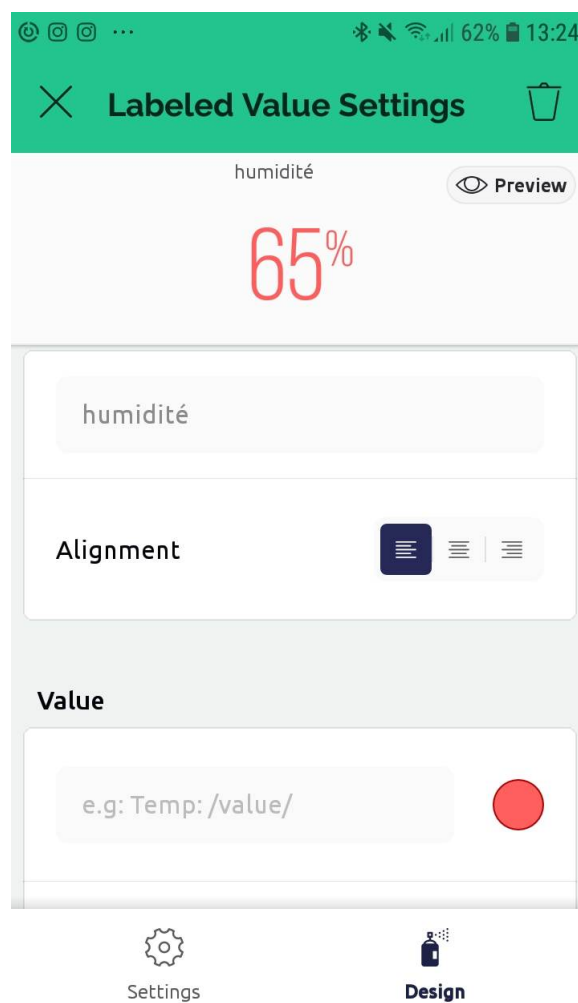 62% 13:24
Labeled Value Settings
humidité
Preview
65%
humidité
Alignment
Value
e.g: Temp: /value/
Settings
Design